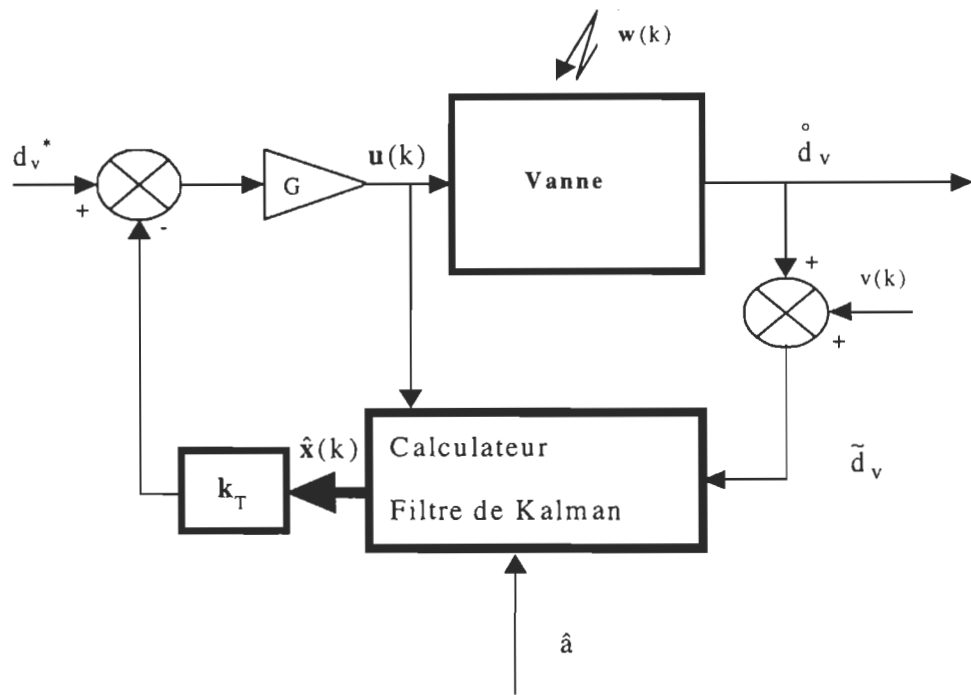 w(k)
d_v^*
+
-
G
u(k)
Vanne
d̊_v
+
v(k)
+
d̃_v
Calculateur
Filtre de Kalman
x̂(k)
k_T
â